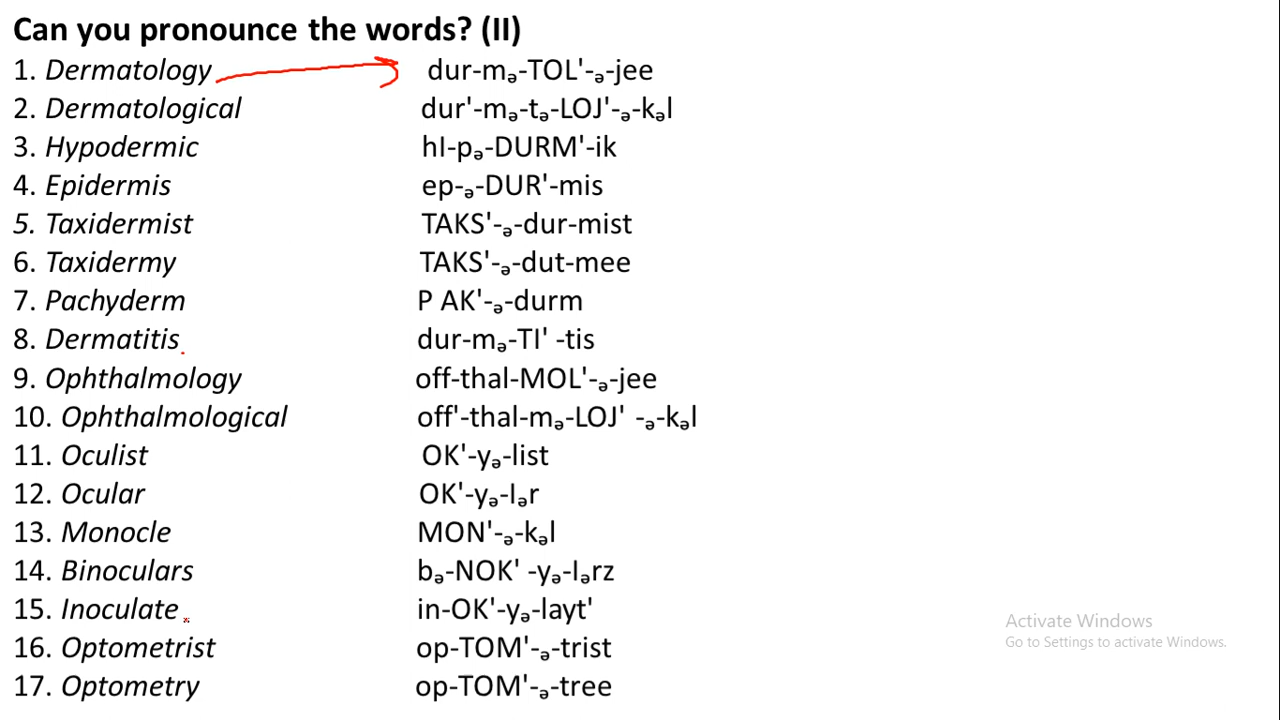 Can you pronounce the words? (II)
1. Dermatology dur-mₔ-TOL'-ₔ-jee
2. Dermatological dur'-mₔ-tₔ-LOJ'-ₔ-kₔl
3. Hypodermic hI-pₔ-DURM'-ik
4. Epidermis ep-ₔ-DUR'-mis
5. Taxidermist TAKS'-ₔ-dur-mist
6. Taxidermy TAKS'-ₔ-dut-mee
7. Pachyderm P AK'-ₔ-durm
8. Dermatitis dur-mₔ-TI' -tis
9. Ophthalmology off-thal-MOL'-ₔ-jee
10. Ophthalmological off'-thal-mₔ-LOJ' -ₔ-kₔl
11. Oculist OK'-yₔ-list
12. Ocular OK'-yₔ-lₔr
13. Monocle MON'-ₔ-kₔl
14. Binoculars bₔ-NOK' -yₔ-lₔrz
15. Inoculate in-OK'-yₔ-layt'
16. Optometrist op-TOM'-ₔ-trist
17. Optometry op-TOM'-ₔ-tree
Activate Windows
Go to Settings to activate Windows.